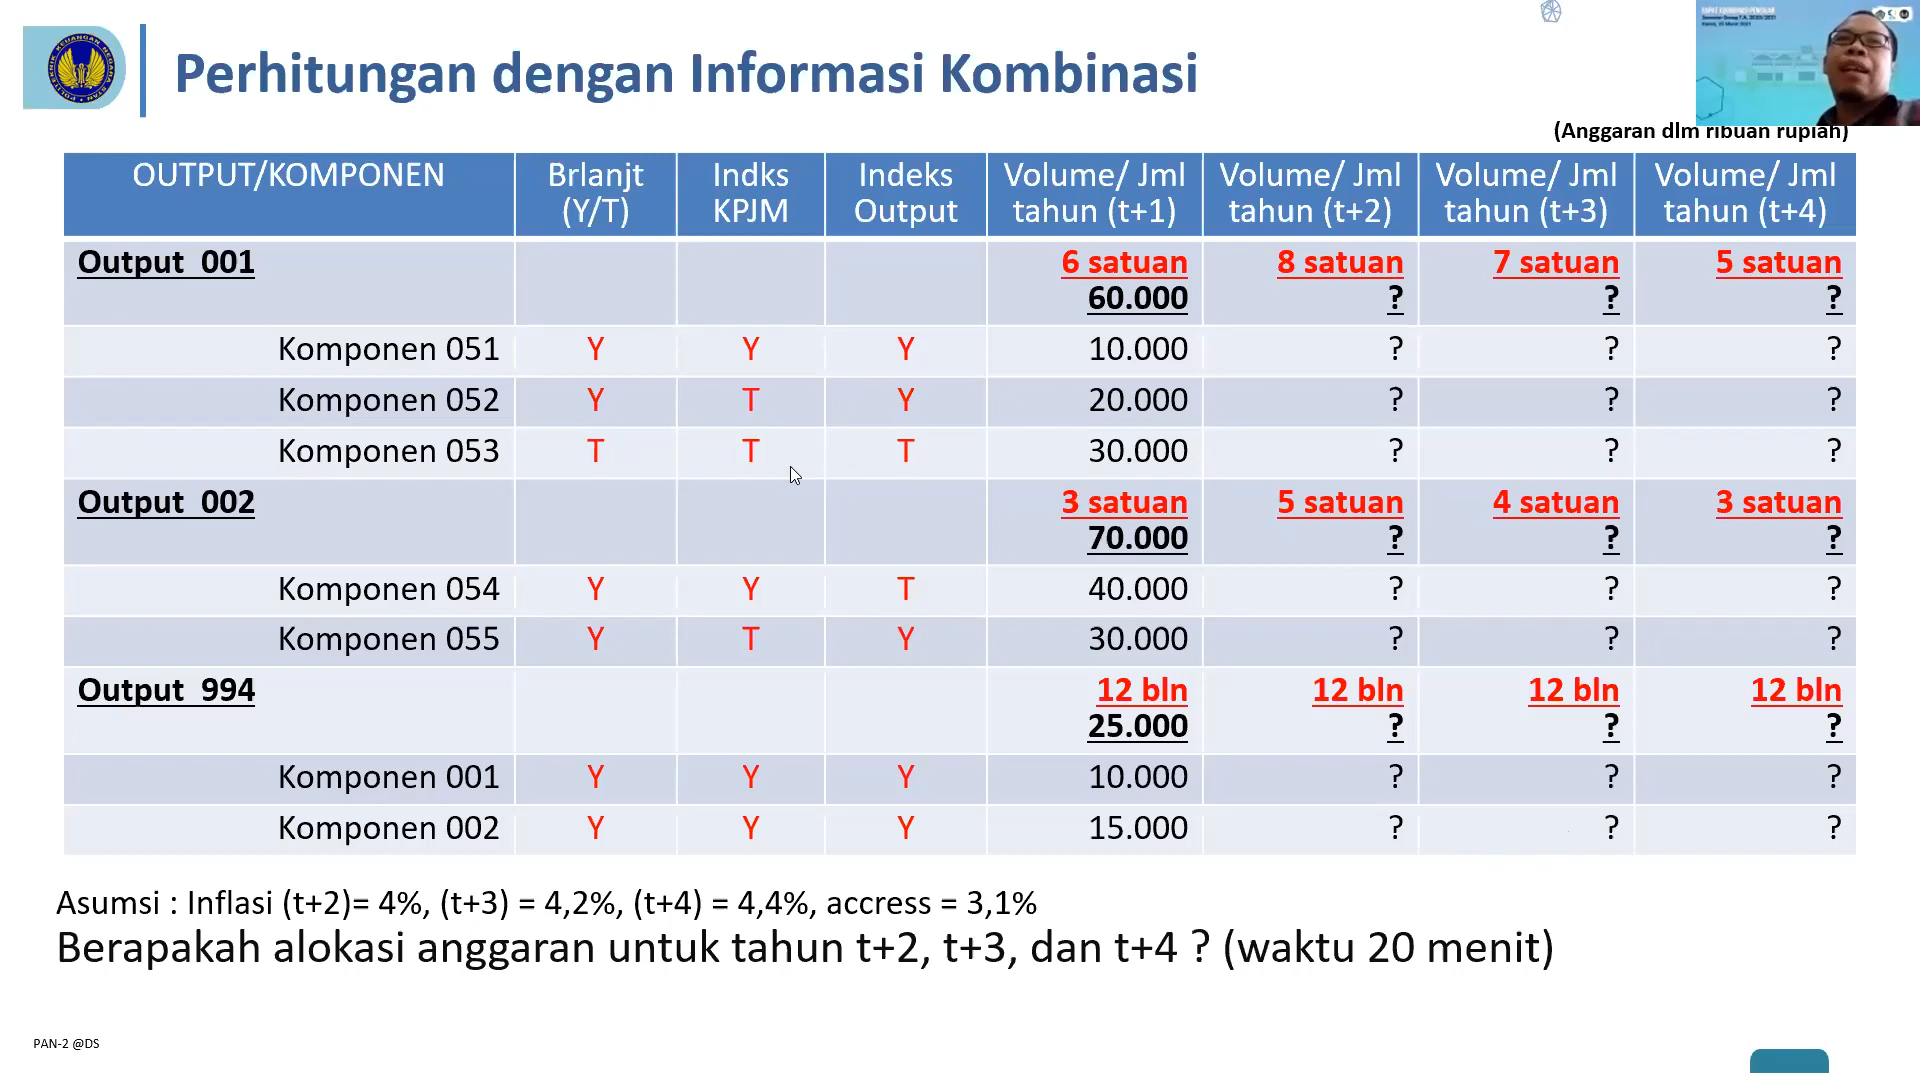 Perhitungan dengan Informasi Kombinasi
(Anggaran dlm ribuan rupiah)
OUTPUT/KOMPONEN Brlanjt (Y/T) Indks KPJM Indeks Output Volume/ Jml tahun (t+1) Volume/ Jml tahun (t+2) Volume/ Jml tahun (t+3) Volume/ Jml tahun (t+4)
Output 001 6 satuan 8 satuan 7 satuan 5 satuan
60.000 ? ? ?
Komponen 051 Y Y Y 10.000 ? ? ?
Komponen 052 Y T Y 20.000 ? ? ?
Komponen 053 T T T 30.000 ? ? ?
Output 002 3 satuan 5 satuan 4 satuan 3 satuan
70.000 ? ? ?
Komponen 054 Y Y T 40.000 ? ? ?
Komponen 055 Y T Y 30.000 ? ? ?
Output 994 12 bln 12 bln 12 bln 12 bln
25.000 ? ? ?
Komponen 001 Y Y Y 10.000 ? ? ?
Komponen 002 Y Y Y 15.000 ? ? ?
Asumsi : Inflasi (t+2)= 4%, (t+3) = 4,2%, (t+4) = 4,4%, accress = 3,1%
Berapakah alokasi anggaran untuk tahun t+2, t+3, dan t+4 ? (waktu 20 menit)
PAN-2 @DS